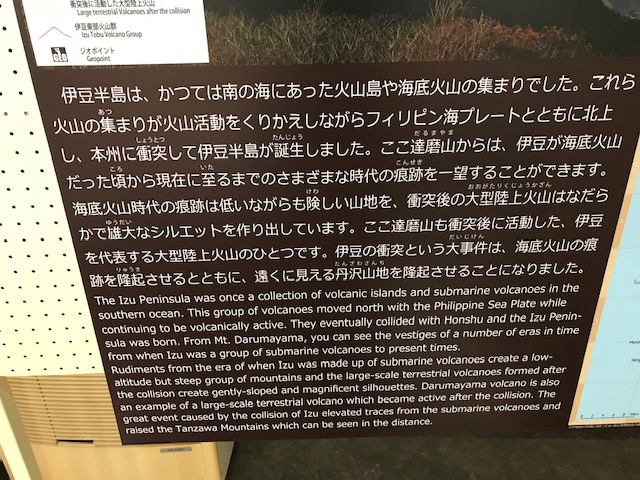 衝突後に活動した大型陸上火山
Large terrestrial Volcanoes after the collision
伊豆東部火山群
Izu Tobu Volcano Group
ジオポイント
Geopoint
伊豆半島は、かつては南の海にあった火山島や海底火山の集まりでした。これら
火山の集まりが火山活動をくりかえしながらフィリピン海プレートとともに北上
し、本州に衝突して伊豆半島が誕生しました。ここ達磨山からは、伊豆が海底火山
だった頃から現在に至るまでのさまざまな時代の痕跡を一望することができます。
海底火山時代の痕跡は低いながらも険しい山地を、衝突後の大型陸上火山はなだら
かで雄大なシルエットを作り出しています。ここ達磨山も衝突後に活動した、伊豆
を代表する大型陸上火山のひとつです。伊豆の衝突という大事件は、海底火山の痕
跡を隆起させるとともに、遠くに見える丹沢山地を隆起させることになりました。
The Izu Peninsula was once a collection of volcanic islands and submarine volcanoes in the
southern ocean. This group of volcanoes moved north with the Philippine Sea Plate while
continuing to be volcanically active. They eventually collided with Honshu and the Izu Penin-
sula was born. From Mt. Darumayama, you can see the vestiges of a number of eras in time
from when Izu was a group of submarine volcanoes to present times.
Rudiments from the era of when Izu was made up of submarine volcanoes create a low-
altitude but steep group of mountains and the large-scale terrestrial volcanoes formed after
the collision create gently-sloped and magnificent silhouettes. Darumayama volcano is also
an example of a large-scale terrestrial volcano which became active after the collision. The
great event caused by the collision of Izu elevated traces from the submarine volcanoes and
raised the Tanzawa Mountains which can be seen in the distance.